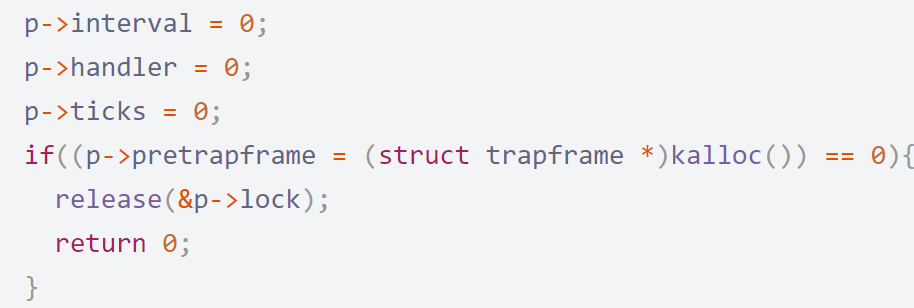 p->interval = 0;
p->handler = 0;
p->ticks = 0;
if((p->pretrapframe = (struct trapframe *)kalloc()) == 0){
  release(&p->lock);
  return 0;
}